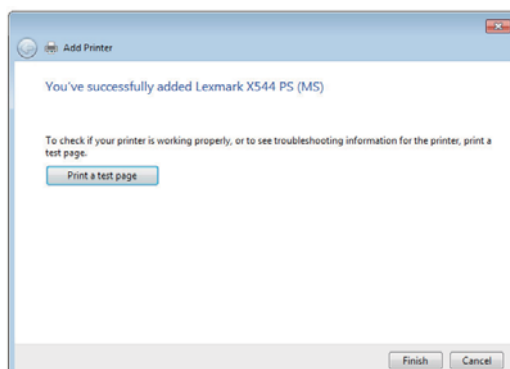 Add Printer
You've successfully added Lexmark X544 PS (MS)
To check if your printer is working properly, or to see troubleshooting information for the printer, print a
test page.
Print a test page
Finish Cancel